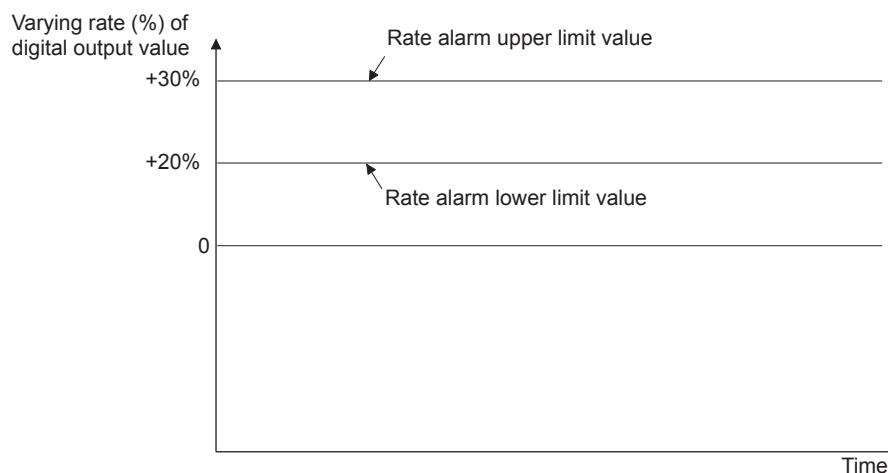 Varying rate (%) of
digital output value
Rate alarm upper limit value
+30%
+20%
Rate alarm lower limit value
0
Time